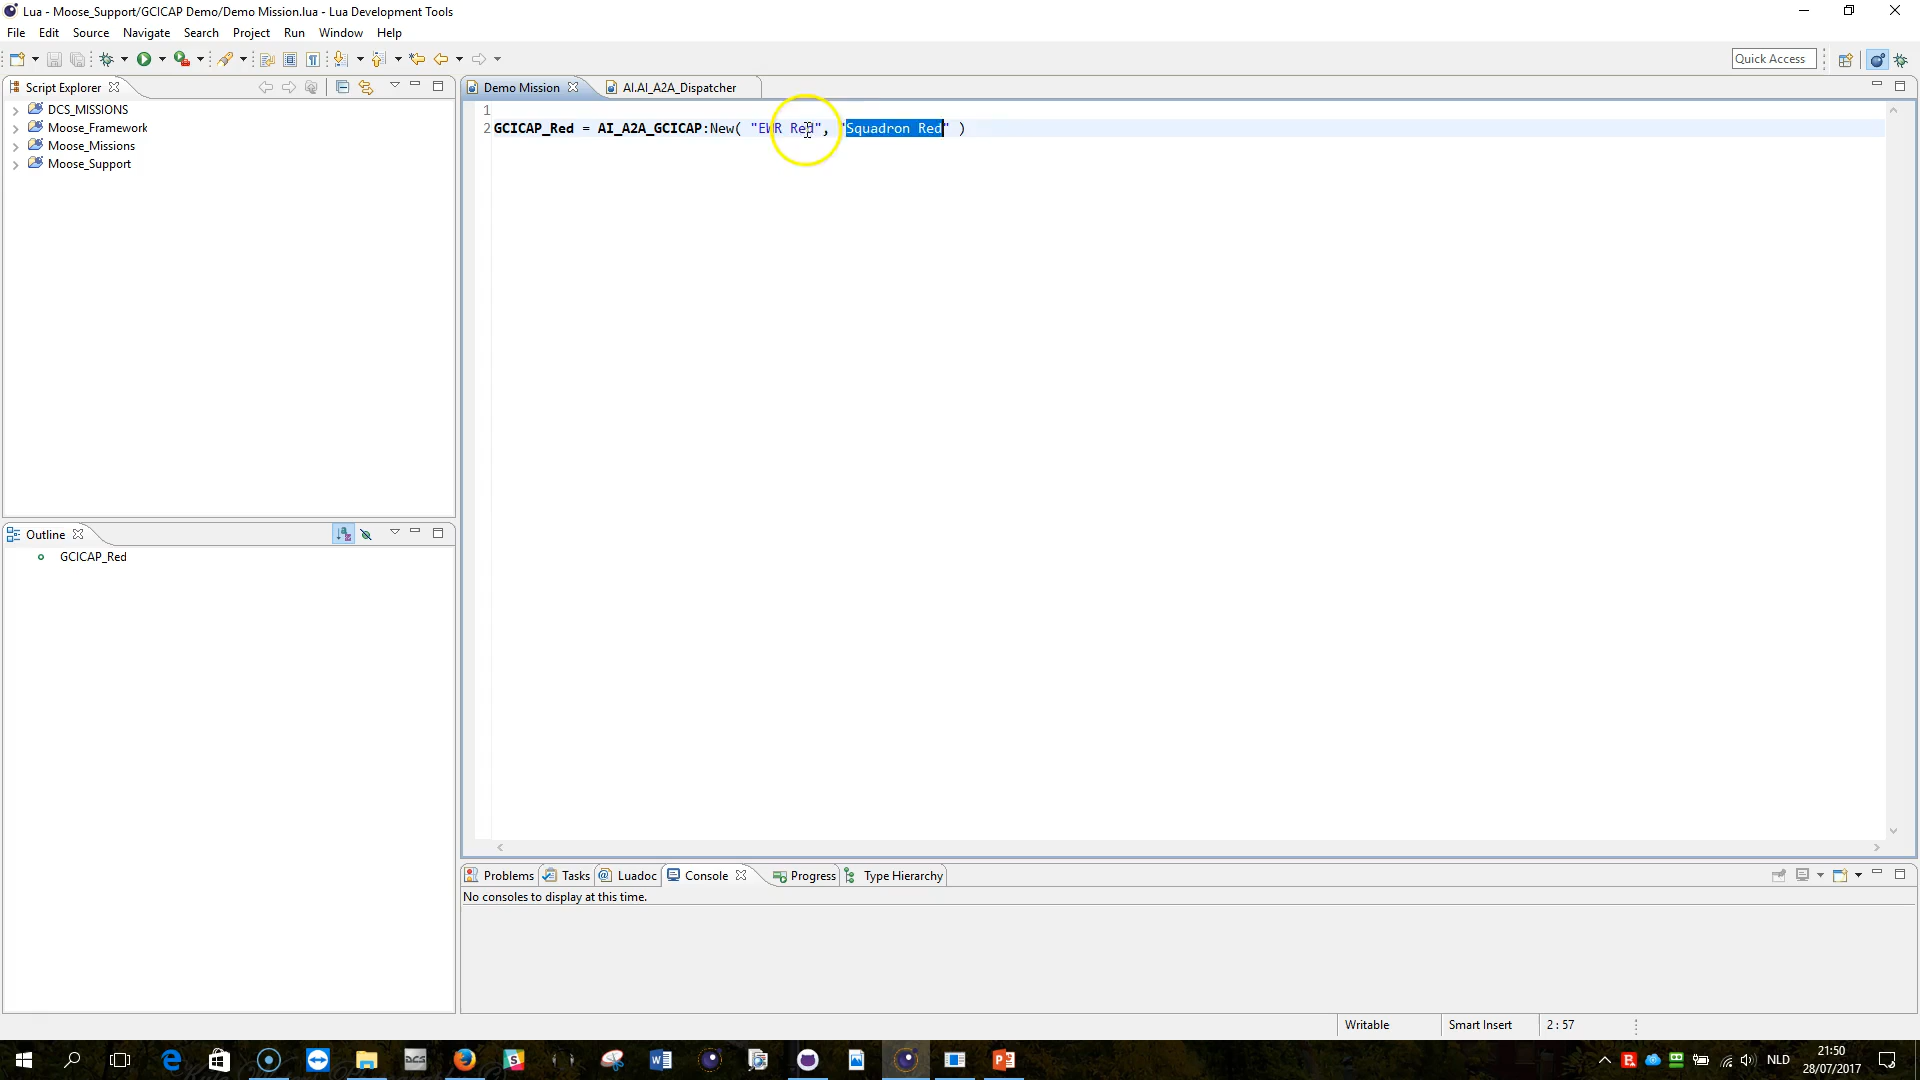 Lua - Moose_Support/GCICAP Demo/Demo Mission.lua - Lua Development Tools
File Edit Source Navigate Search Project Run Window Help
Quick Access
Script Explorer
Demo Mission
AI.AI_A2A_Dispatcher
DCS_MISSIONS
Moose_Framework
Moose_Missions
Moose_Support
1
2 GCICAP_Red = AI_A2A_GCICAP:New( "EWR Red", "Squadron Red" )
Outline
GCICAP_Red
Problems Tasks Luadoc Console Progress Type Hierarchy
No consoles to display at this time.
Writable Smart Insert 2 : 57
NLD
21:50
28/07/2017